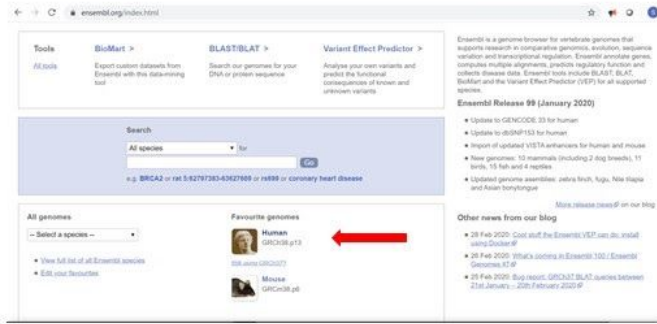 ensembl.org/index.html
Tools
All tools
BioMart >
Export custom datasets from
Ensembl with this data-mining
tool
BLAST/BLAT >
Search our genomes for your
DNA or protein sequence
Variant Effect Predictor >
Analyse your own variants and
predict the functional
consequences of known and
unknown variants
Search
All species
for
Go
e.g. BRCA2 or rat 5:62797383-63627669 or rs699 or coronary heart disease
All genomes
-- Select a species --
View full list of all Ensembl species
Edit your favourites
Favourite genomes
Human
GRCh38.p13
Still using GRCh37?
Mouse
GRCm38.p6
Ensembl is a genome browser for vertebrate genomes that
supports research in comparative genomics, evolution, sequence
variation and transcriptional regulation. Ensembl annotate genes,
computes multiple alignments, predicts regulatory function and
collects disease data. Ensembl tools include BLAST, BLAT,
BioMart and the Variant Effect Predictor (VEP) for all supported
species.
Ensembl Release 99 (January 2020)
Update to GENCODE 33 for human
Update to dbSNP153 for human
Import of updated VISTA enhancers for human and mouse
New genomes: 10 mammals (including 2 dog breeds), 11
birds, 15 fish and 4 reptiles
Updated genome assemblies: zebra finch, fugu, Nile tilapia
and Asian bonytongue
More release news on our blog
Other news from our blog
28 Feb 2020: Cool stuff the Ensembl VEP can do: install
using Docker
26 Feb 2020: What's coming in Ensembl 100 / Ensembl
Genomes 47
25 Feb 2020: Bug report: GRCh37 BLAT queries between
21st January – 20th February 2020